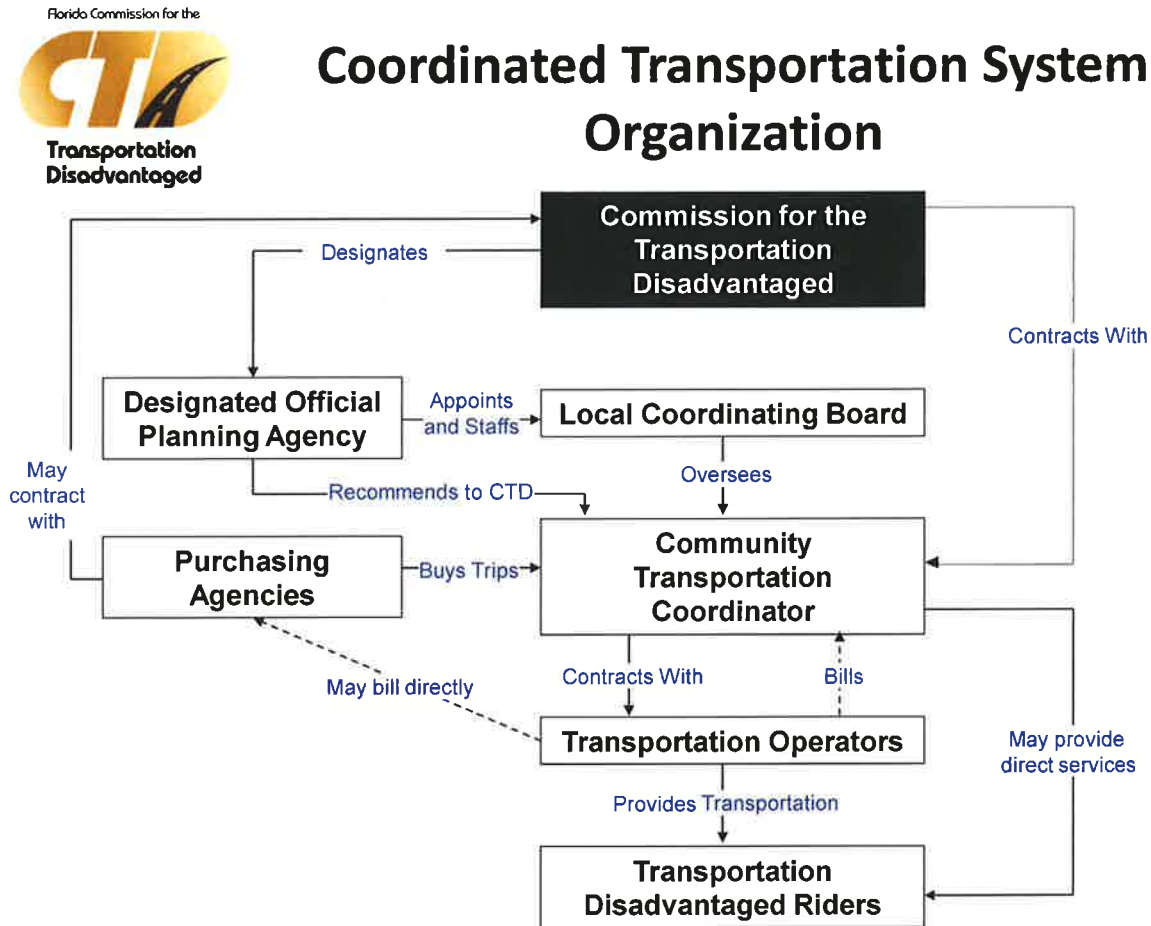 Florida Commission for the
CTD
Transportation
Disadvantaged
Coordinated Transportation System
Organization
Commission for the
Transportation
Disadvantaged
Designates
Contracts With
Designated Official
Planning Agency
Appoints
and Staffs
Local Coordinating Board
May
contract
with
Recommends to CTD
Oversees
Purchasing
Agencies
Buys Trips
Community
Transportation
Coordinator
May bill directly
Contracts With
Bills
Transportation Operators
May provide
direct services
Provides Transportation
Transportation
Disadvantaged Riders